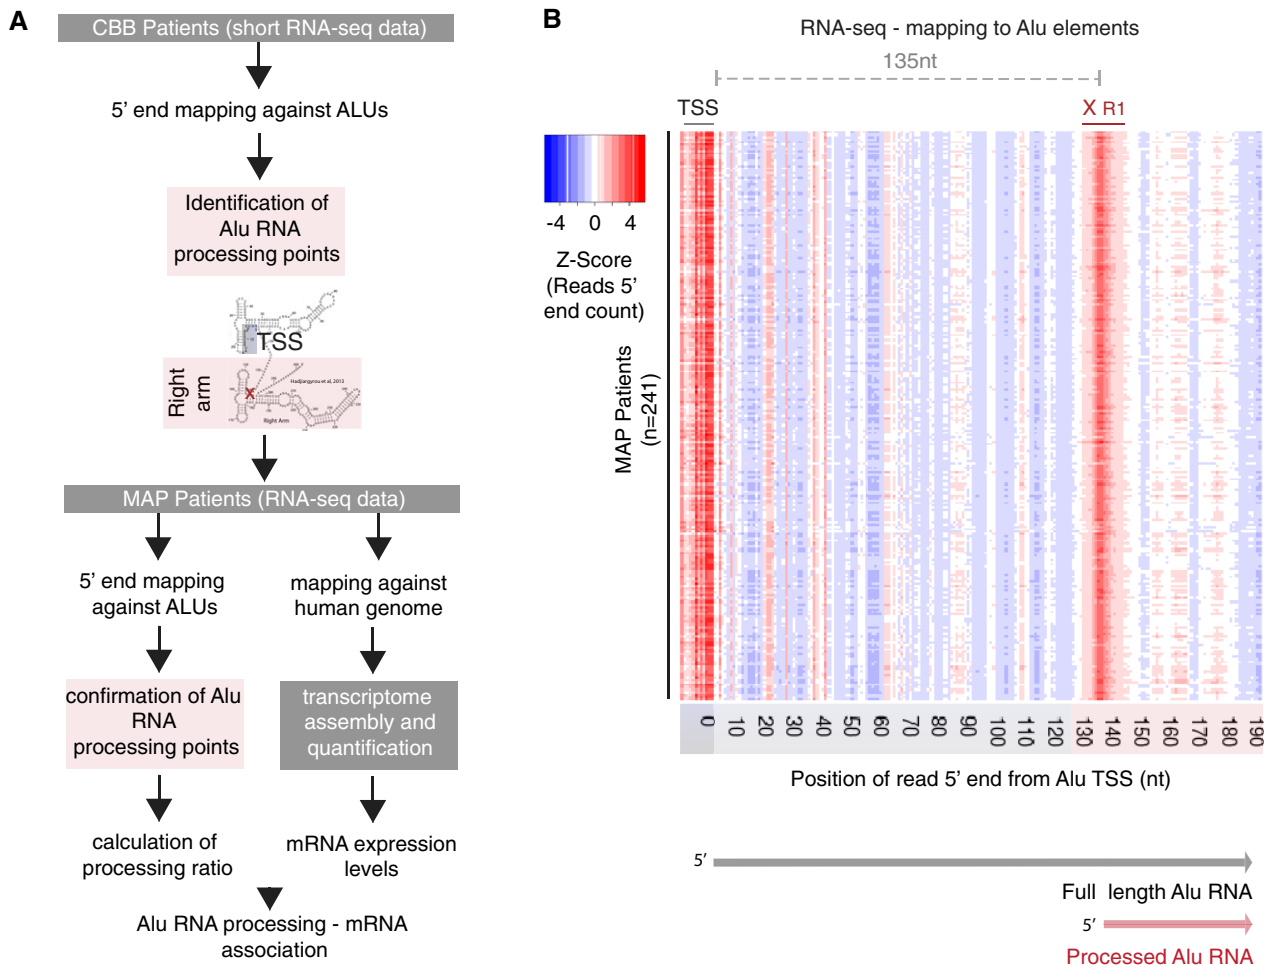 A
CBB Patients (short RNA-seq data)
5’ end mapping against ALUs
Identification of
Alu RNA
processing points
TSS
Right
arm
Hadjiargyrou et al, 2013
X
Right Arm
MAP Patients (RNA-seq data)
5’ end mapping
against ALUs
mapping against
human genome
confirmation of Alu
RNA
processing points
transcriptome
assembly and
quantification
calculation of
processing ratio
mRNA expression
levels
Alu RNA processing - mRNA
association
B
RNA-seq - mapping to Alu elements
135nt
TSS
X R1
-4 0 4
Z-Score
(Reads 5’
end count)
MAP Patients
(n=241)
0 10 20 30 40 50 60 70 80 90 100 110 120 130 140 150 160 170 180 190
Position of read 5’ end from Alu TSS (nt)
5’
Full length Alu RNA
5’
Processed Alu RNA